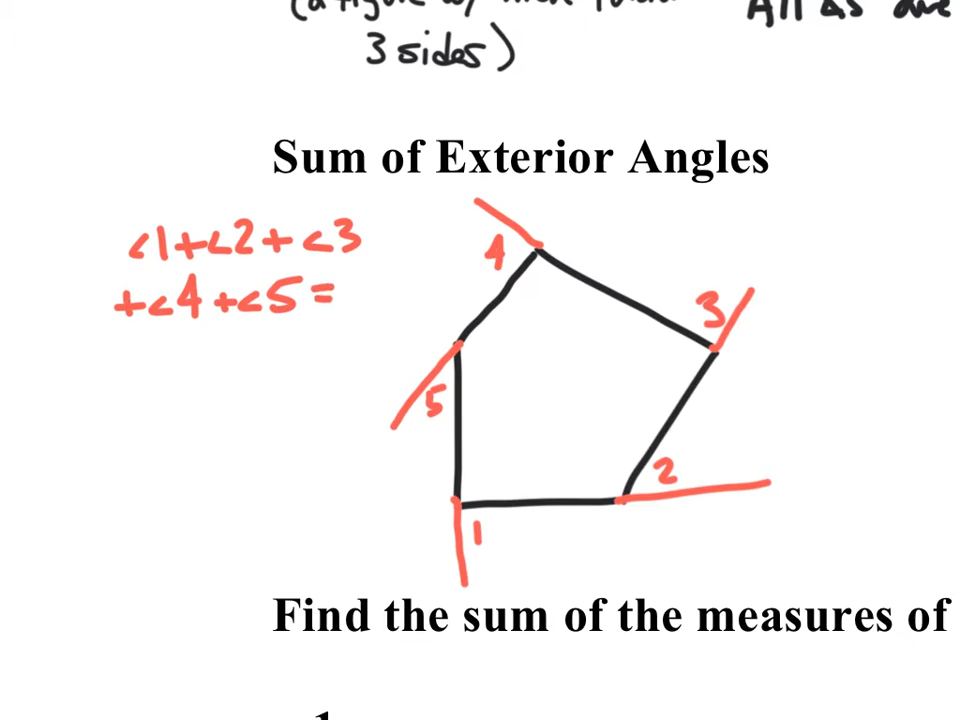 3 sides)
Sum of Exterior Angles
<1+<2+<3
+<4+<5=
4
3
5
2
1
Find the sum of the measures of